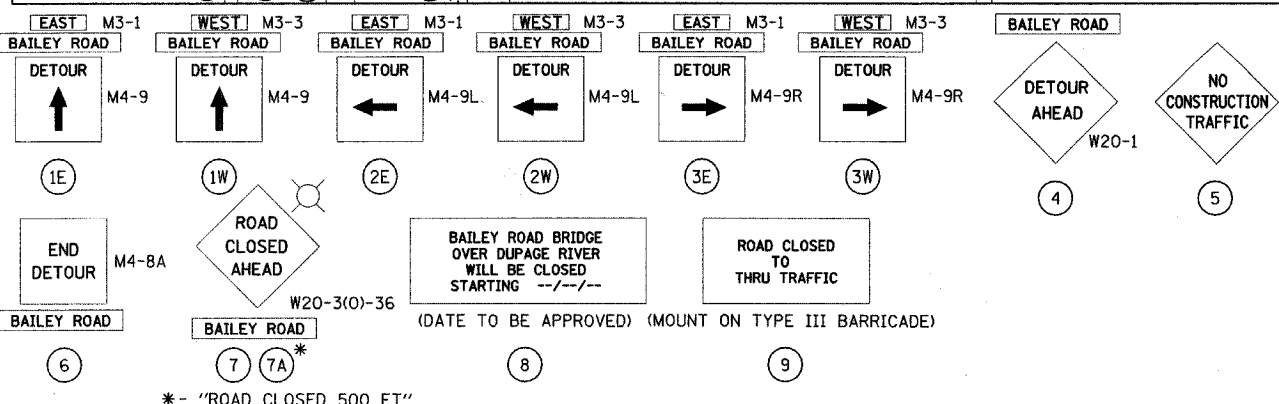 EAST M3-1
BAILEY ROAD
DETOUR
M4-9
1E
WEST M3-3
BAILEY ROAD
DETOUR
M4-9
1W
EAST M3-1
BAILEY ROAD
DETOUR
M4-9L
2E
WEST M3-3
BAILEY ROAD
DETOUR
M4-9L
2W
EAST M3-1
BAILEY ROAD
DETOUR
M4-9R
3E
WEST M3-3
BAILEY ROAD
DETOUR
M4-9R
3W
BAILEY ROAD
DETOUR
AHEAD
W20-1
4
NO
CONSTRUCTION
TRAFFIC
5
END
DETOUR
M4-8A
BAILEY ROAD
6
ROAD
CLOSED
AHEAD
W20-3(O)-36
BAILEY ROAD
7 7A*
*- "ROAD CLOSED 500 FT"
BAILEY ROAD BRIDGE
OVER DUPAGE RIVER
WILL BE CLOSED
STARTING --/--/--
(DATE TO BE APPROVED)
8
ROAD CLOSED
TO
THRU TRAFFIC
(MOUNT ON TYPE III BARRICADE)
9